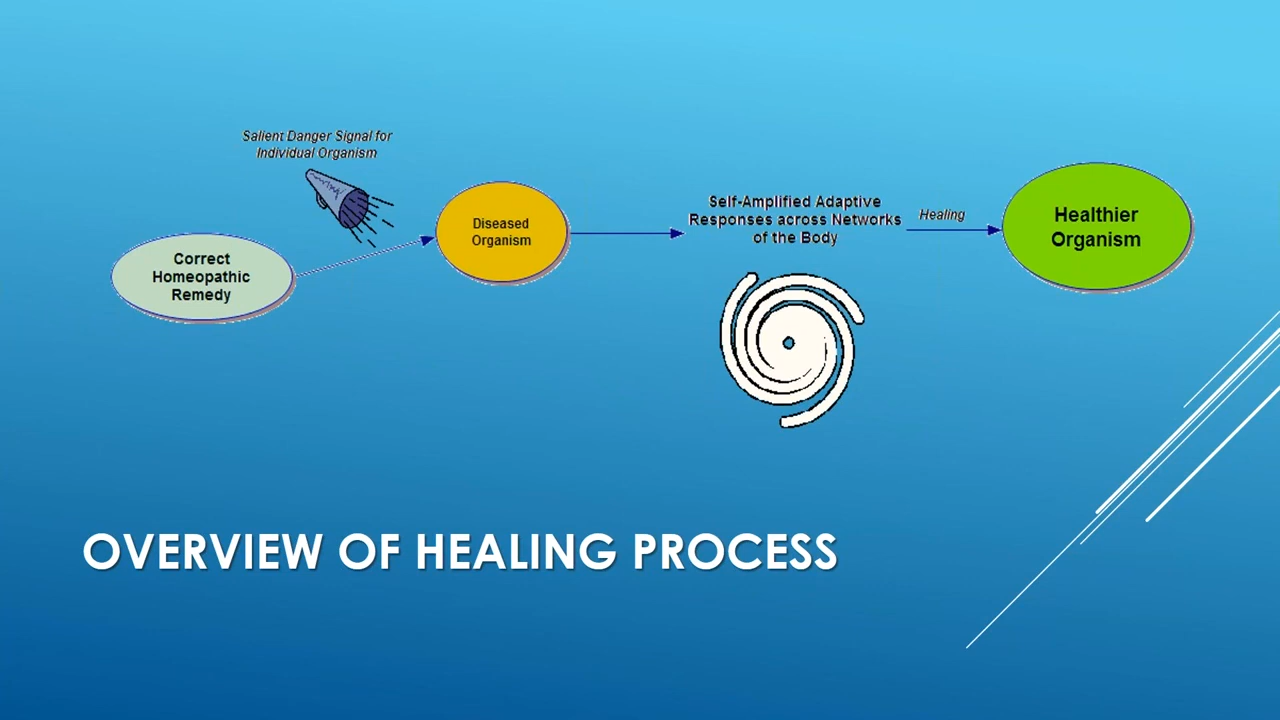 Salient Danger Signal for
Individual Organism
Correct
Homeopathic
Remedy
Diseased
Organism
Self-Amplified Adaptive
Responses across Networks
of the Body
Healing
Healthier
Organism
OVERVIEW OF HEALING PROCESS